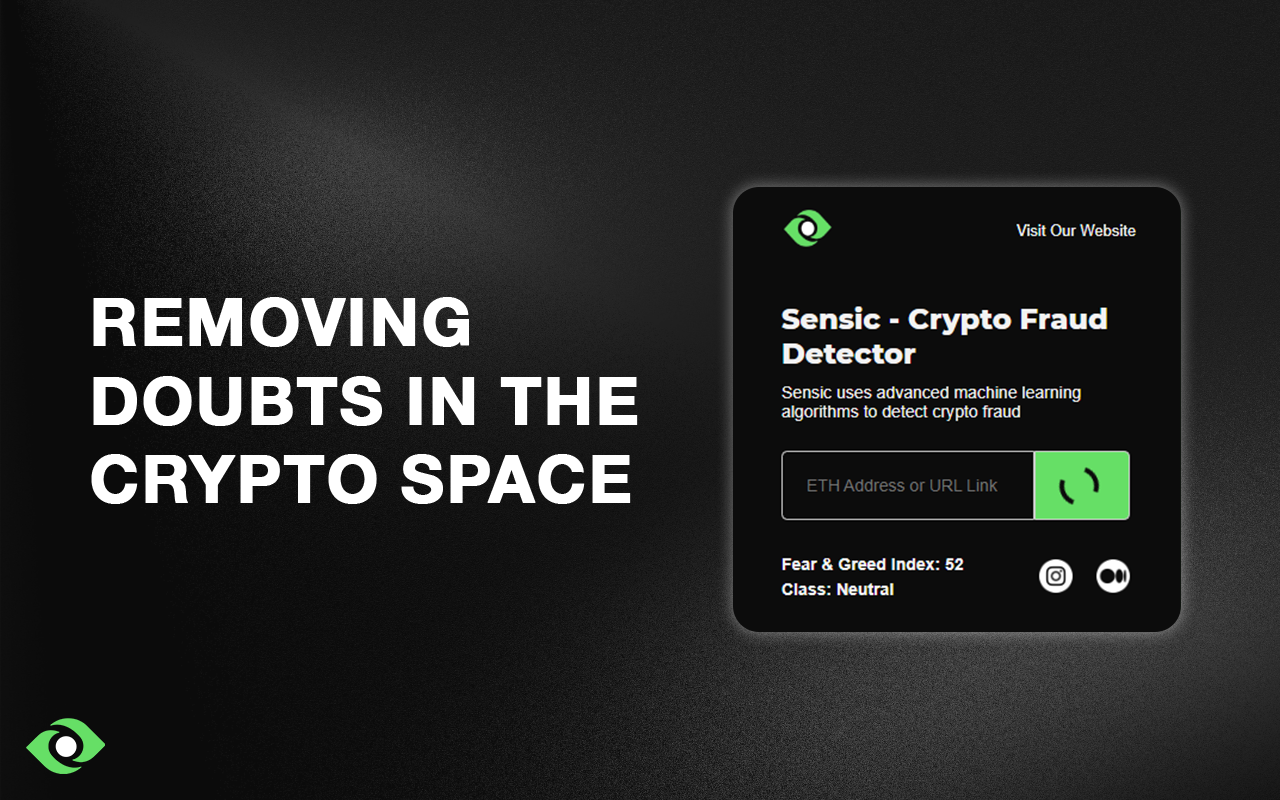 REMOVING
DOUBTS IN THE
CRYPTO SPACE
Visit Our Website
Sensic - Crypto Fraud
Detector
Sensic uses advanced machine learning
algorithms to detect crypto fraud
ETH Address or URL Link
Fear & Greed Index: 52
Class: Neutral